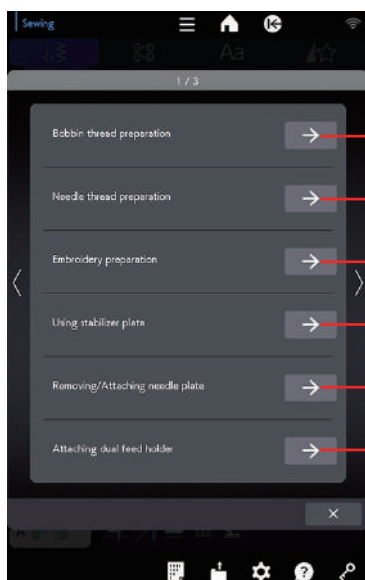 Sewing
Aa
1 / 3
Bobbin thread preparation
Needle thread preparation
Embroidery preparation
Using stabilizer plate
Removing/Attaching needle plate
Attaching dual feed holder